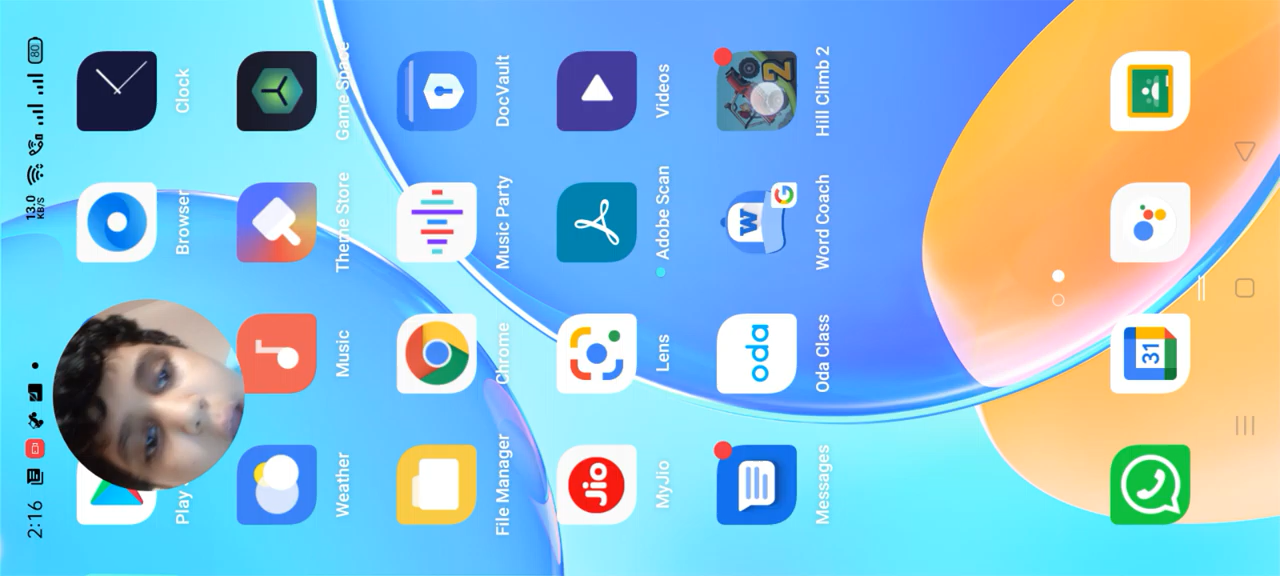 2:16 13.0 KB/S 80
Play Browser Clock
Weather Music Theme Store Game Space
File Manager Chrome Music Party DocVault
Jio
MyJio Lens Adobe Scan Videos
oda W G 2
Messages Oda Class Word Coach Hill Climb 2
31